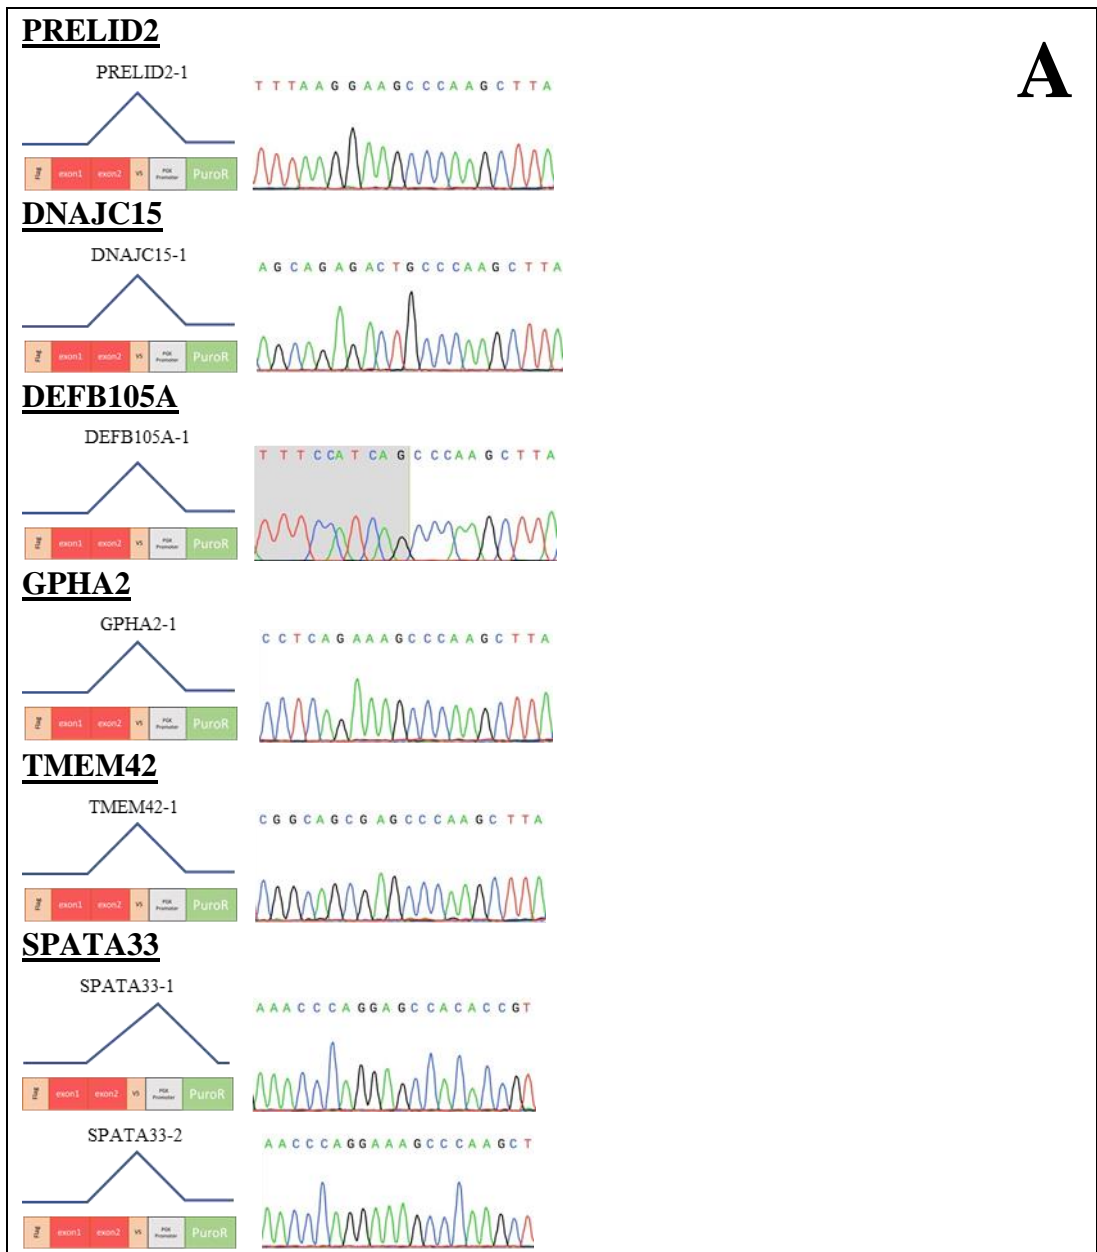 PRELID2
A
PRELID2-1
T T T A A G G A A G C C C A A G C T T A
Flag exon1 exon2 V5 PGK Promoter PuroR
DNAJC15
DNAJC15-1
A G C A G A G A C T G C C C A A G C T T A
Flag exon1 exon2 V5 PGK Promoter PuroR
DEFB105A
DEFB105A-1
T T T C C A T C A G C C C A A G C T T A
Flag exon1 exon2 V5 PGK Promoter PuroR
GPHA2
GPHA2-1
C C T C A G A A A G C C C A A G C T T A
Flag exon1 exon2 V5 PGK Promoter PuroR
TMEM42
TMEM42-1
C G G C A G C G A G C C C A A G C T T A
Flag exon1 exon2 V5 PGK Promoter PuroR
SPATA33
SPATA33-1
A A A C C C A G G A G C C A C A C C G T
Flag exon1 exon2 V5 PGK Promoter PuroR
SPATA33-2
A A C C C A G G A A A G C C C A A G C T
Flag exon1 exon2 V5 PGK Promoter PuroR